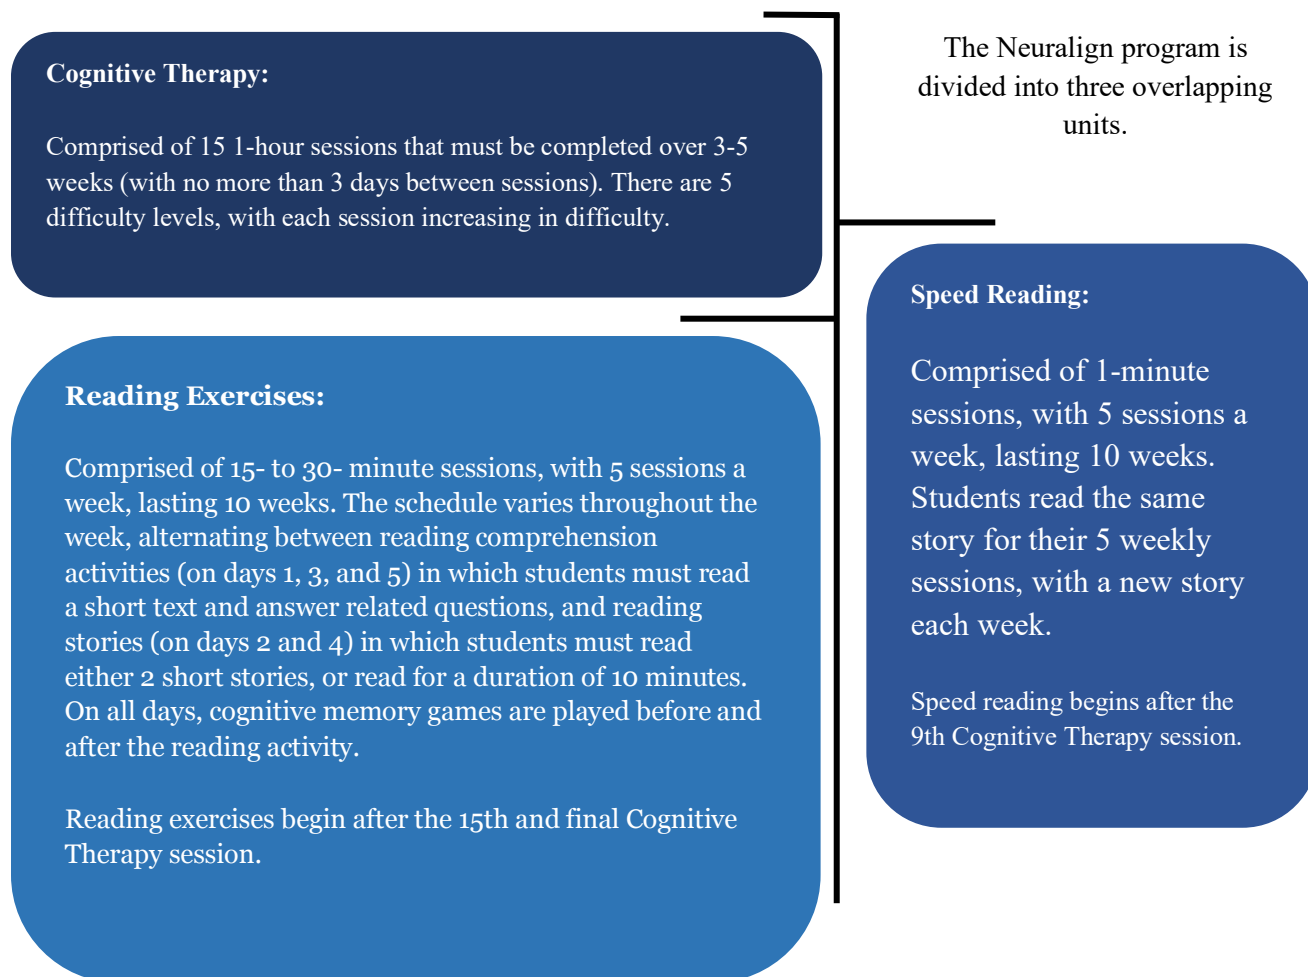 The Neuralign program is
divided into three overlapping
units.
Cognitive Therapy:
Comprised of 15 1-hour sessions that must be completed over 3-5
weeks (with no more than 3 days between sessions). There are 5
difficulty levels, with each session increasing in difficulty.
Speed Reading:
Comprised of 1-minute
sessions, with 5 sessions a
week, lasting 10 weeks.
Students read the same
story for their 5 weekly
sessions, with a new story
each week.
Speed reading begins after the
9th Cognitive Therapy session.
Reading Exercises:
Comprised of 15- to 30- minute sessions, with 5 sessions a
week, lasting 10 weeks. The schedule varies throughout the
week, alternating between reading comprehension
activities (on days 1, 3, and 5) in which students must read
a short text and answer related questions, and reading
stories (on days 2 and 4) in which students must read
either 2 short stories, or read for a duration of 10 minutes.
On all days, cognitive memory games are played before and
after the reading activity.
Reading exercises begin after the 15th and final Cognitive
Therapy session.